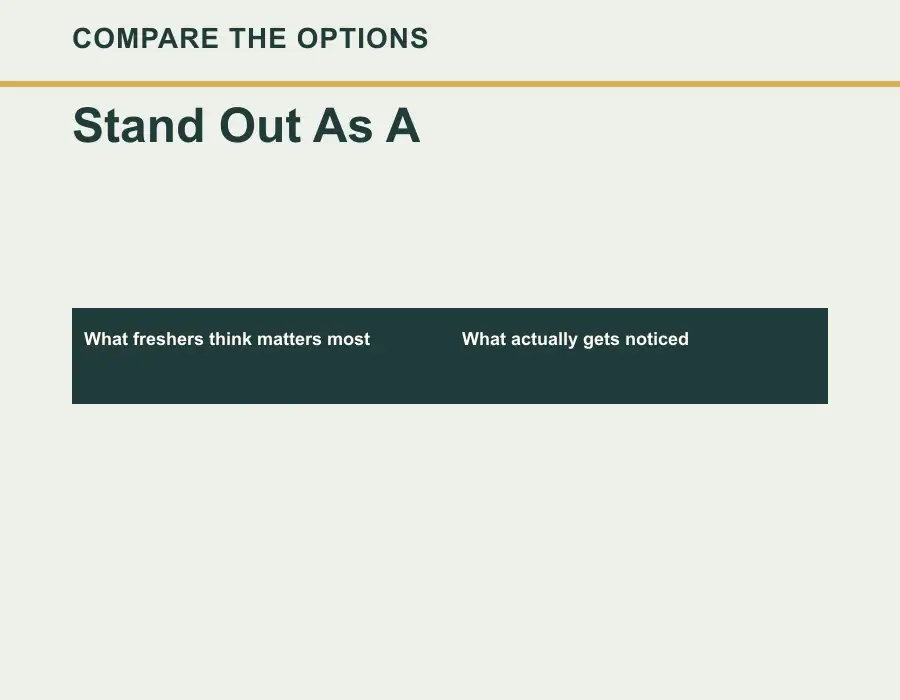 COMPARE THE OPTIONS
Stand Out As A
What freshers think matters most
What actually gets noticed